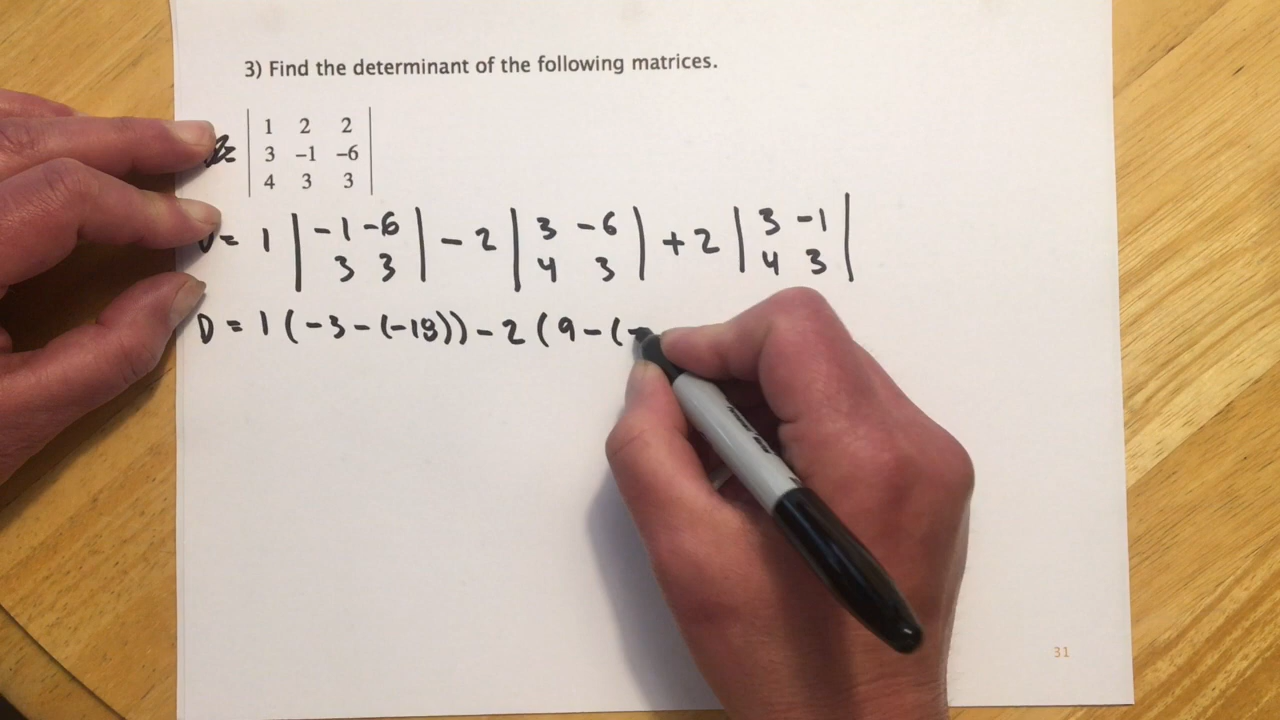 3) Find the determinant of the following matrices.
1 2 2
3 -1 -6
4 3 3
= 1 | -1 -6 | - 2 | 3 -6 | + 2 | 3 -1 |
3 3 4 3 4 3
D = 1 ( -3 - (-18)) - 2 ( 9 - ( -
31